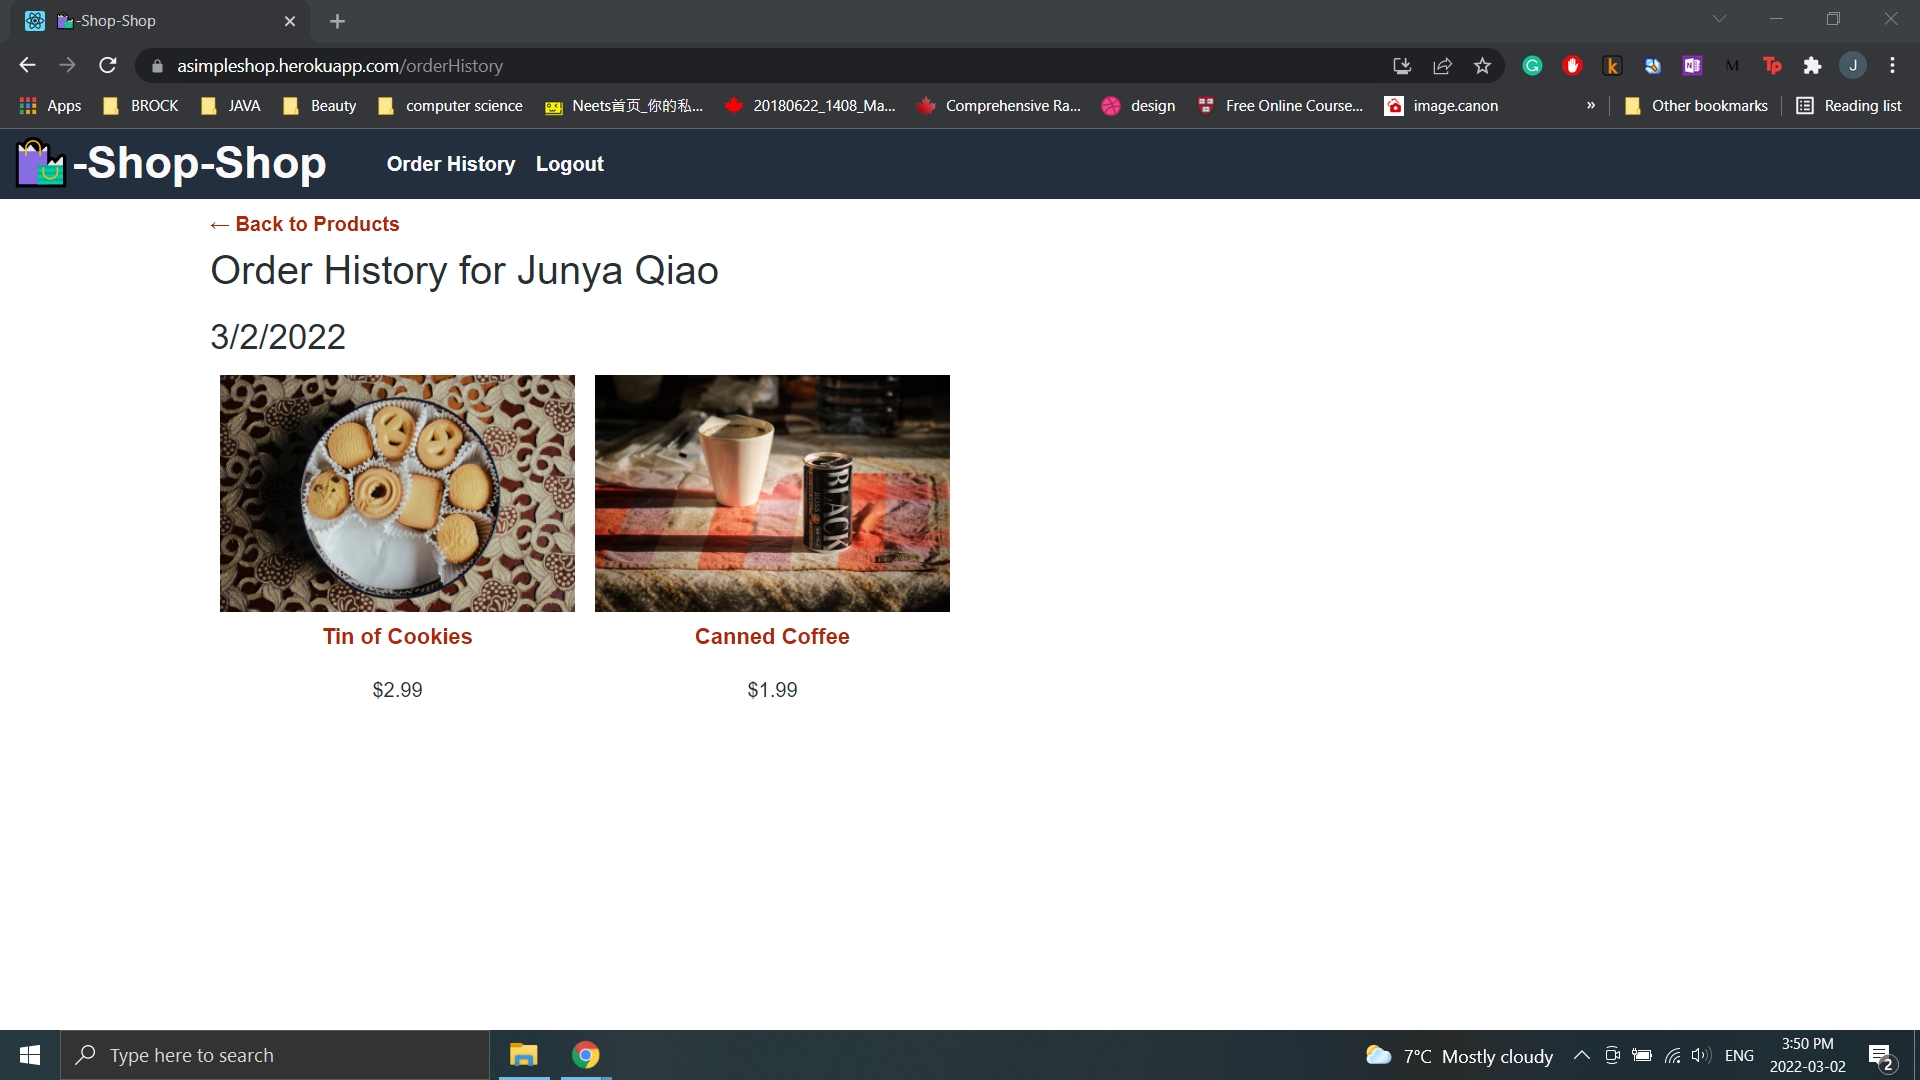 -Shop-Shop
asimpleshop.herokuapp.com/orderHistory
Apps BROCK JAVA Beauty computer science Neets首页_你的私... 20180622_1408_Ma... Comprehensive Ra... design Free Online Course... image.canon » Other bookmarks Reading list
-Shop-Shop Order History Logout
← Back to Products
Order History for Junya Qiao
3/2/2022
BLACK
Tin of Cookies Canned Coffee
$2.99 $1.99
Type here to search 7°C Mostly cloudy ENG 3:50 PM
2022-03-02 2